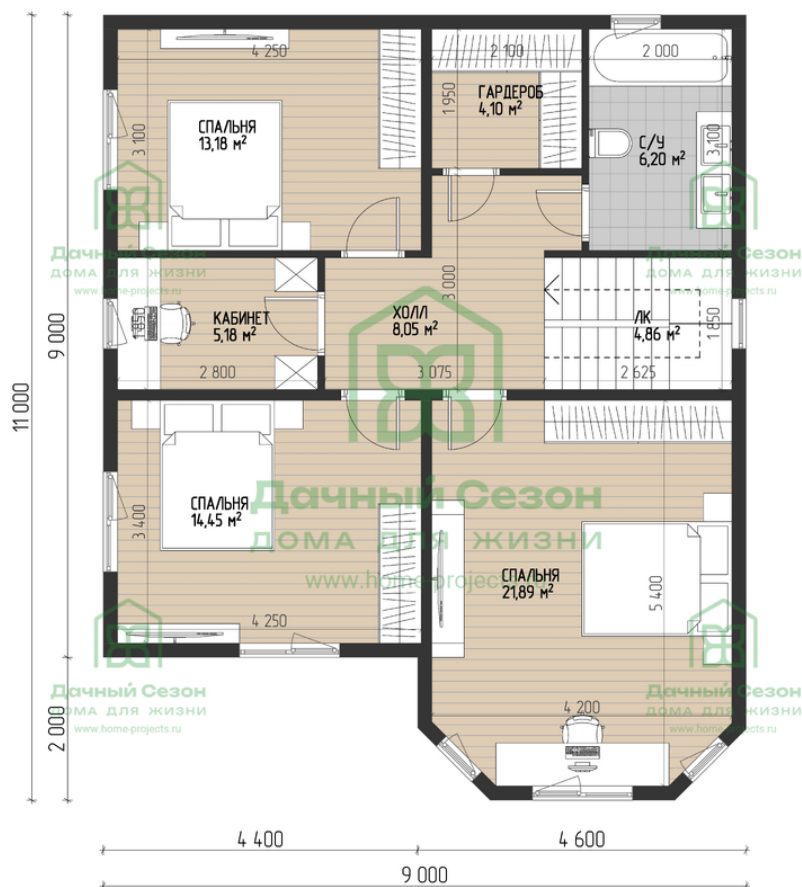 4 250
2 100
2 000
СПАЛЬНЯ
13,18 м²
3 100
1 950
ГАРДЕРОБ
4,10 м²
С/У
6,20 м²
3 100
Дачный Сезон
ДОМА ДЛЯ ЖИЗНИ
www.home-projects.ru
Дачный Сезон
ДОМА ДЛЯ ЖИЗНИ
www.home-projects.ru
3 000
КАБИНЕТ
5,18 м²
1 850
2 800
ХОЛЛ
8,05 м²
3 075
ЛК
4,86 м²
1 850
2 625
9 000
11 000
СПАЛЬНЯ
14,45 м²
3 400
4 250
Дачный Сезон
ДОМА ДЛЯ ЖИЗНИ
www.home-projects.ru
СПАЛЬНЯ
21,89 м²
5 400
4 200
Дачный Сезон
ДОМА ДЛЯ ЖИЗНИ
www.home-projects.ru
Дачный Сезон
ДОМА ДЛЯ ЖИЗНИ
www.home-projects.ru
2 000
4 400
4 600
9 000